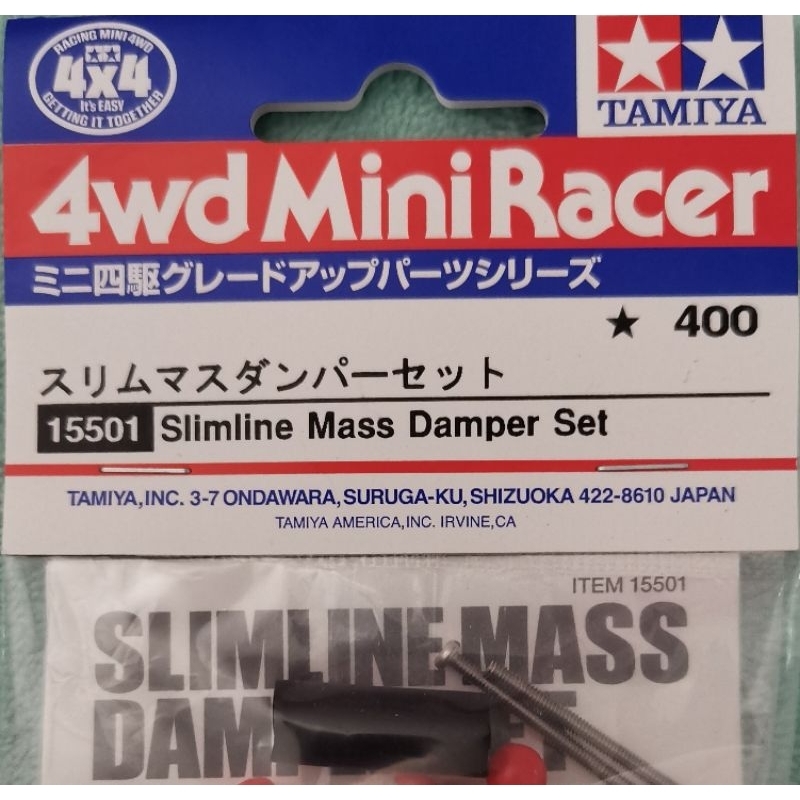 RACING MINI 4WD
4x4
It's EASY
GETTING IT TOGETHER
TAMIYA
4wd Mini Racer
ミニ四駆グレードアップパーツシリーズ
★ 400
スリムマスダンパーセット
15501 Slimline Mass Damper Set
TAMIYA, INC. 3-7 ONDAWARA, SURUGA-KU, SHIZUOKA 422-8610 JAPAN
TAMIYA AMERICA, INC. IRVINE, CA
ITEM 15501
SLIMLINE MASS